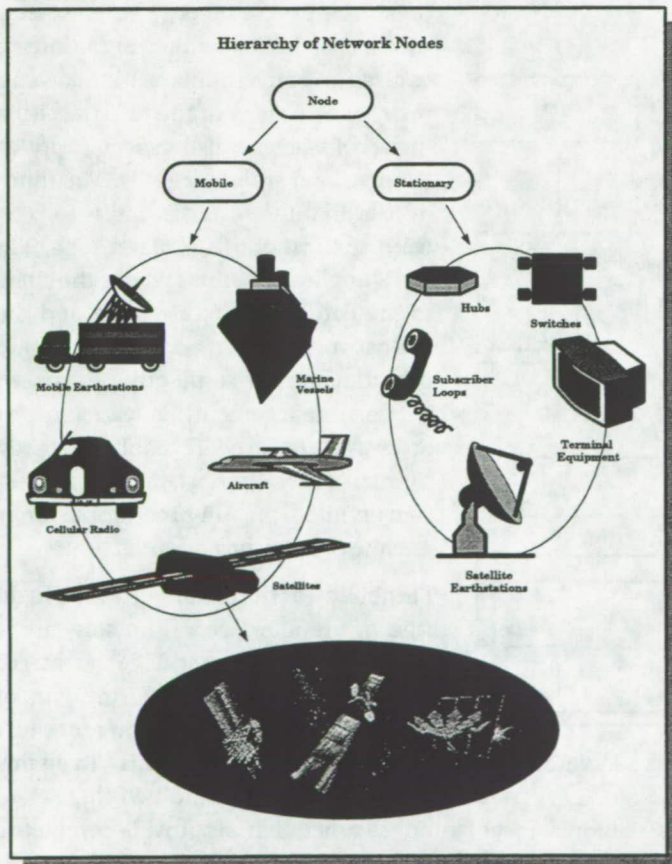 Hierarchy of Network Nodes
Node
Mobile
Stationary
Hubs
Switches
Mobile Earthstations
Marine
Vessels
Subscriber
Loops
Terminal
Equipment
Cellular Radio
Aircraft
Satellites
Satellite
Earthstations